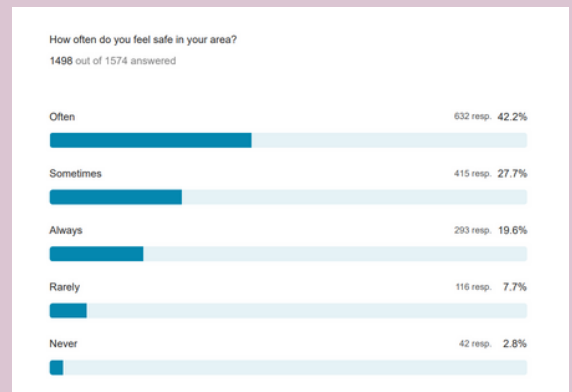 How often do you feel safe in your area?
1498 out of 1574 answered
Often 632 resp. 42.2%
Sometimes 415 resp. 27.7%
Always 293 resp. 19.6%
Rarely 116 resp. 7.7%
Never 42 resp. 2.8%